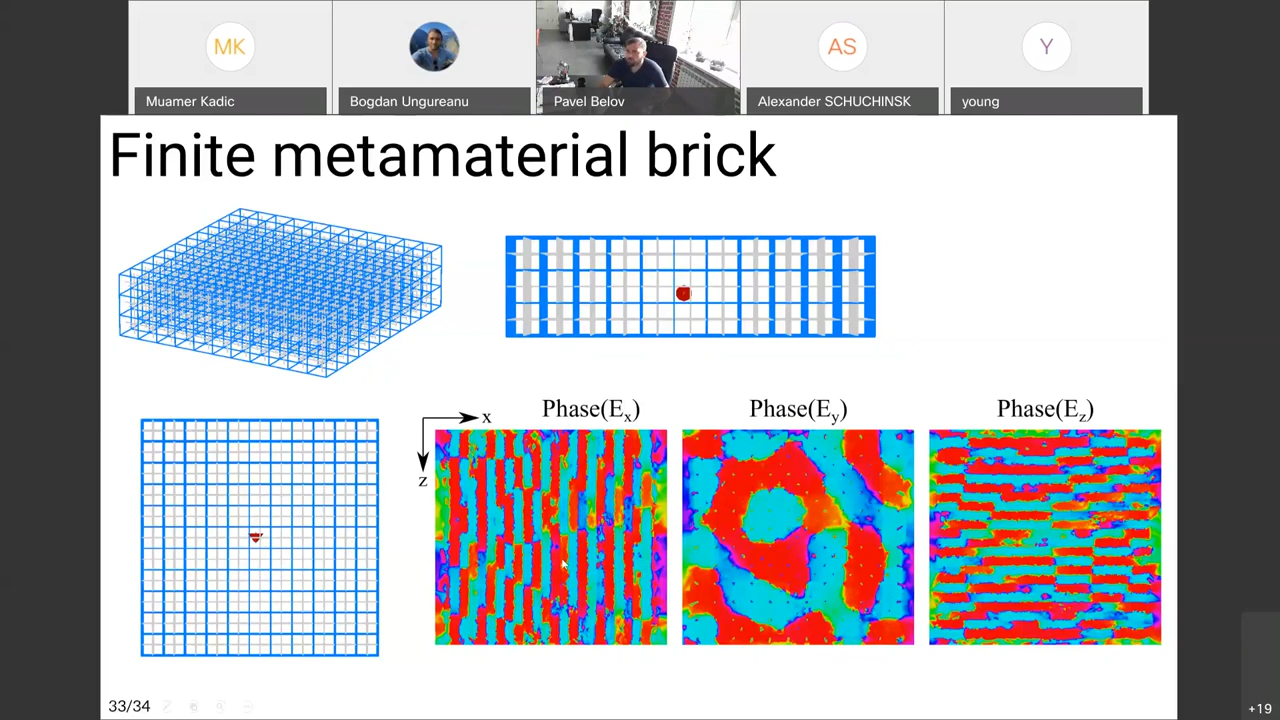 MK
AS
Y
Muamer Kadic
Bogdan Ungureanu
Pavel Belov
Alexander SCHUCHINSK
young
Finite metamaterial brick
x
z
Phase(Ex)
Phase(Ey)
Phase(Ez)
33/34
+19